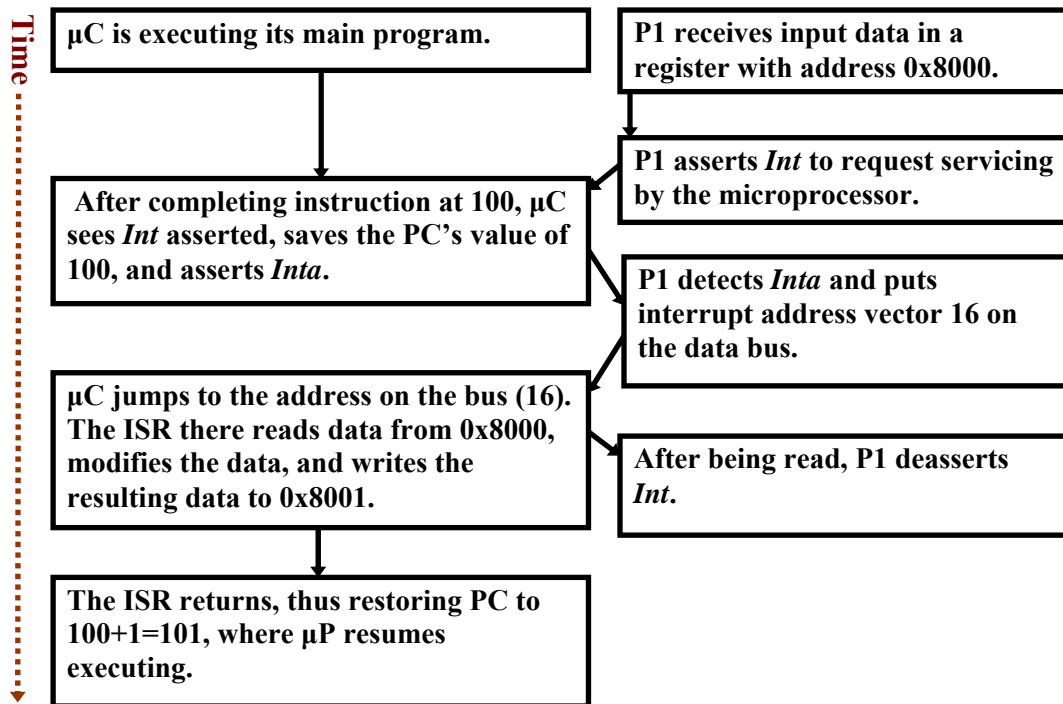 Time
μC is executing its main program.
P1 receives input data in a
register with address 0x8000.
P1 asserts Int to request servicing
by the microprocessor.
After completing instruction at 100, μC
sees Int asserted, saves the PC’s value of
100, and asserts Inta.
P1 detects Inta and puts
interrupt address vector 16 on
the data bus.
μC jumps to the address on the bus (16).
The ISR there reads data from 0x8000,
modifies the data, and writes the
resulting data to 0x8001.
After being read, P1 deasserts
Int.
The ISR returns, thus restoring PC to
100+1=101, where μP resumes
executing.